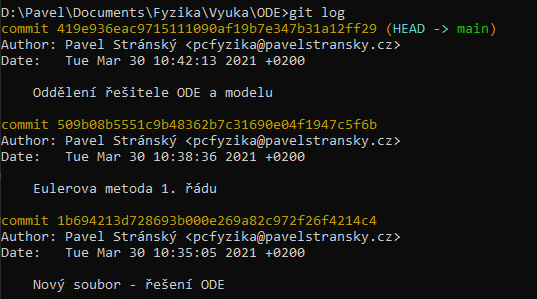 D:\Pavel\Documents\Fyzika\Vyuka\ODE>git log
commit 419e936eac9715111090af19b7e347b31a12ff29 (HEAD -> main)
Author: Pavel Stránský <pcfyzika@pavelstransky.cz>
Date:   Tue Mar 30 10:42:13 2021 +0200
Oddělení řešitele ODE a modelu
commit 509b08b5551c9b48362b7c31690e04f1947c5f6b
Author: Pavel Stránský <pcfyzika@pavelstransky.cz>
Date:   Tue Mar 30 10:38:36 2021 +0200
Eulerova metoda 1. řádu
commit 1b694213d728693b000e269a82c972f26f4214c4
Author: Pavel Stránský <pcfyzika@pavelstransky.cz>
Date:   Tue Mar 30 10:35:05 2021 +0200
Nový soubor - řešení ODE